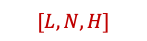 [L, N, H]